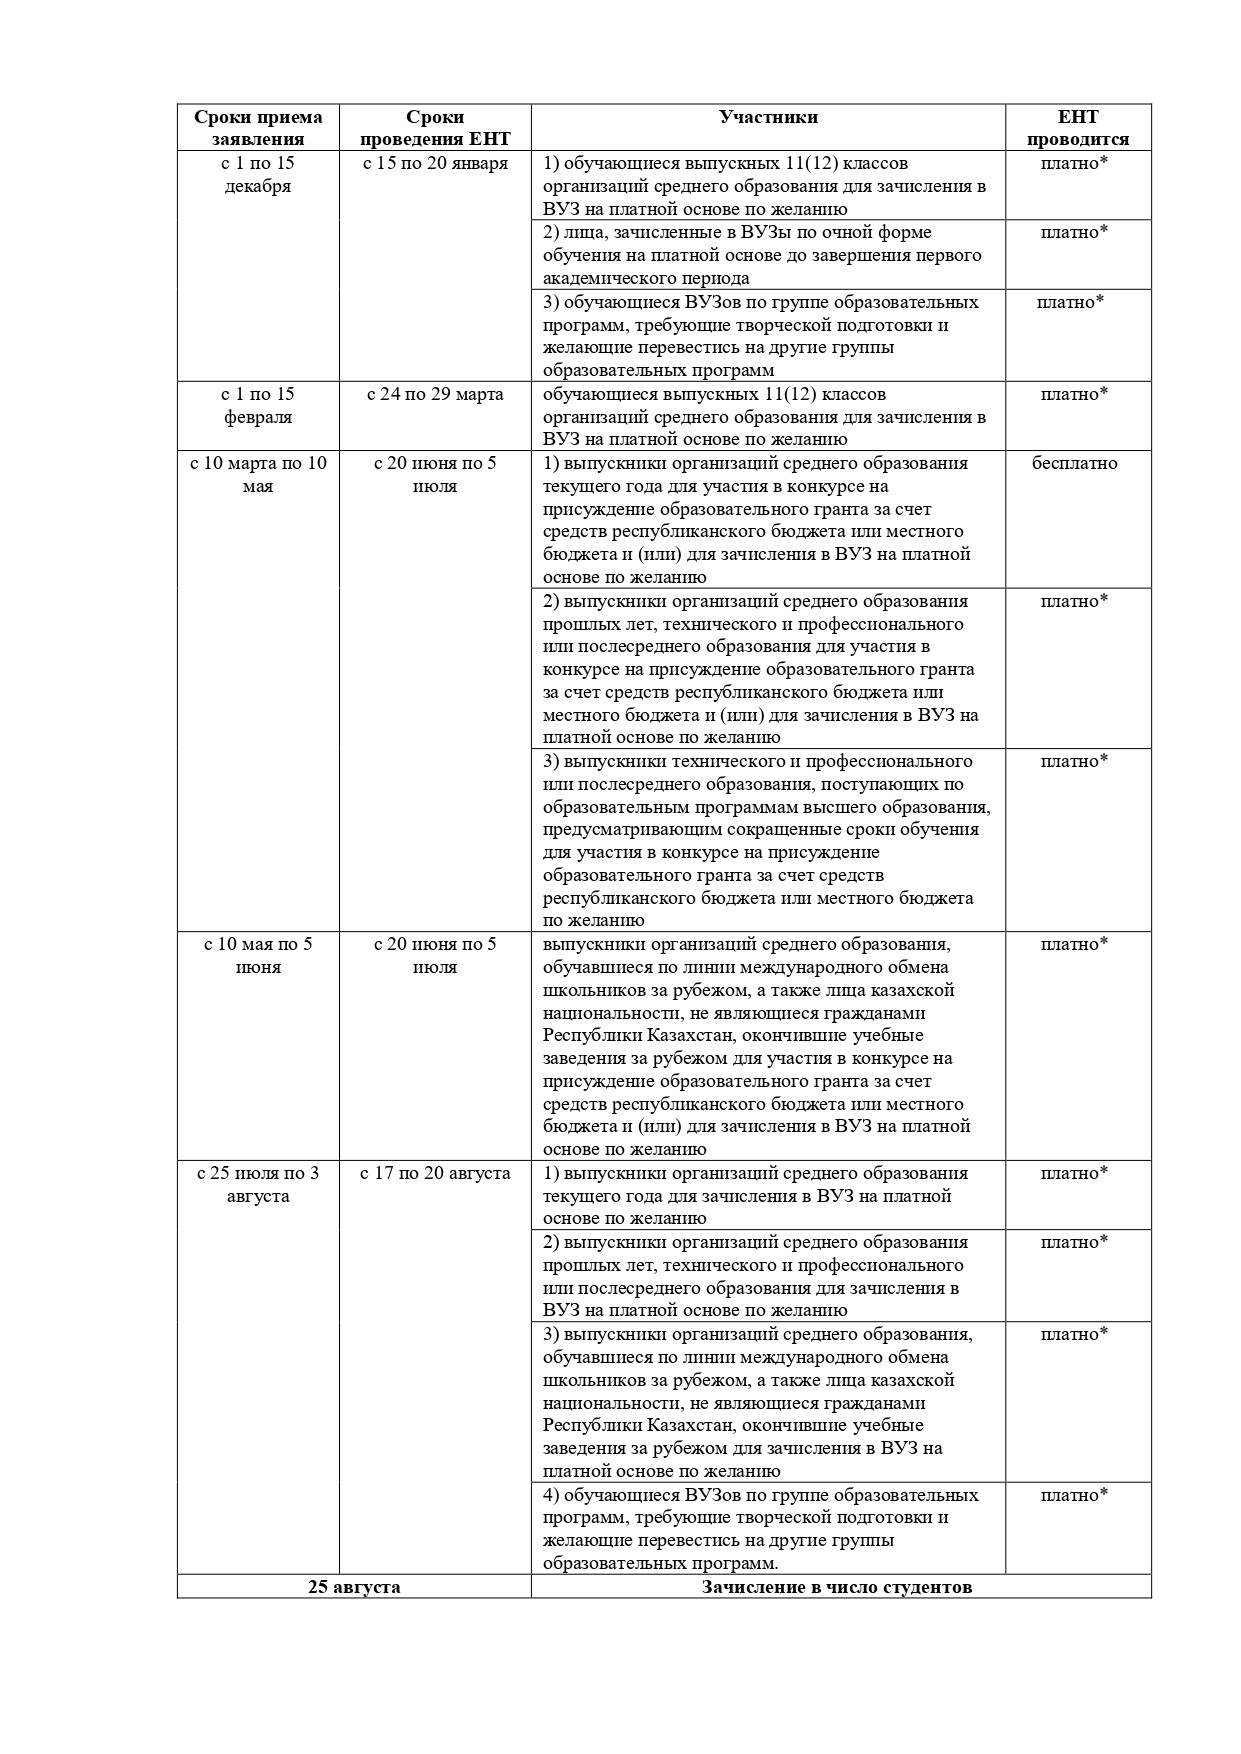 Сроки приема
заявления
Сроки
проведения ЕНТ
Участники
ЕНТ
проводится
с 1 по 15
декабря
с 15 по 20 января
1) обучающиеся выпускных 11(12) классов
организаций среднего образования для зачисления в
ВУЗ на платной основе по желанию
платно*
2) лица, зачисленные в ВУЗы по очной форме
обучения на платной основе до завершения первого
академического периода
платно*
3) обучающиеся ВУЗов по группе образовательных
программ, требующие творческой подготовки и
желающие перевестись на другие группы
образовательных программ
платно*
с 1 по 15
февраля
с 24 по 29 марта
обучающиеся выпускных 11(12) классов
организаций среднего образования для зачисления в
ВУЗ на платной основе по желанию
платно*
с 10 марта по 10
мая
с 20 июня по 5
июля
1) выпускники организаций среднего образования
текущего года для участия в конкурсе на
присуждение образовательного гранта за счет
средств республиканского бюджета или местного
бюджета и (или) для зачисления в ВУЗ на платной
основе по желанию
бесплатно
2) выпускники организаций среднего образования
прошлых лет, технического и профессионального
или послесреднего образования для участия в
конкурсе на присуждение образовательного гранта
за счет средств республиканского бюджета или
местного бюджета и (или) для зачисления в ВУЗ на
платной основе по желанию
платно*
3) выпускники технического и профессионального
или послесреднего образования, поступающих по
образовательным программам высшего образования,
предусматривающим сокращенные сроки обучения
для участия в конкурсе на присуждение
образовательного гранта за счет средств
республиканского бюджета или местного бюджета
по желанию
платно*
с 10 мая по 5
июня
с 20 июня по 5
июля
выпускники организаций среднего образования,
обучавшиеся по линии международного обмена
школьников за рубежом, а также лица казахской
национальности, не являющиеся гражданами
Республики Казахстан, окончившие учебные
заведения за рубежом для участия в конкурсе на
присуждение образовательного гранта за счет
средств республиканского бюджета или местного
бюджета и (или) для зачисления в ВУЗ на платной
основе по желанию
платно*
с 25 июля по 3
августа
с 17 по 20 августа
1) выпускники организаций среднего образования
текущего года для зачисления в ВУЗ на платной
основе по желанию
платно*
2) выпускники организаций среднего образования
прошлых лет, технического и профессионального
или послесреднего образования для зачисления в
ВУЗ на платной основе по желанию
платно*
3) выпускники организаций среднего образования,
обучавшиеся по линии международного обмена
школьников за рубежом, а также лица казахской
национальности, не являющиеся гражданами
Республики Казахстан, окончившие учебные
заведения за рубежом для зачисления в ВУЗ на
платной основе по желанию
платно*
4) обучающиеся ВУЗов по группе образовательных
программ, требующие творческой подготовки и
желающие перевестись на другие группы
образовательных программ.
платно*
25 августа
Зачисление в число студентов